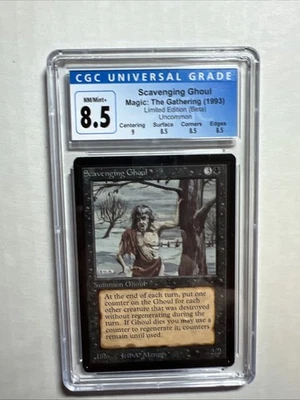 CGC UNIVERSAL GRADE
NM/Mint+
8.5
Scavenging Ghoul
Magic: The Gathering (1993)
Limited Edition (Beta)
Uncommon
Centering Surface Corners Edges
9 8.5 8.5 8.5
Scavenging Ghoul
3
Summon Ghoul
At the end of each turn, put one
counter on the Ghoul for each
other creature that was destroyed
without regenerating during the
turn. If Ghoul dies you may use a
counter to regenerate it; counters
remain until used.
Illus.